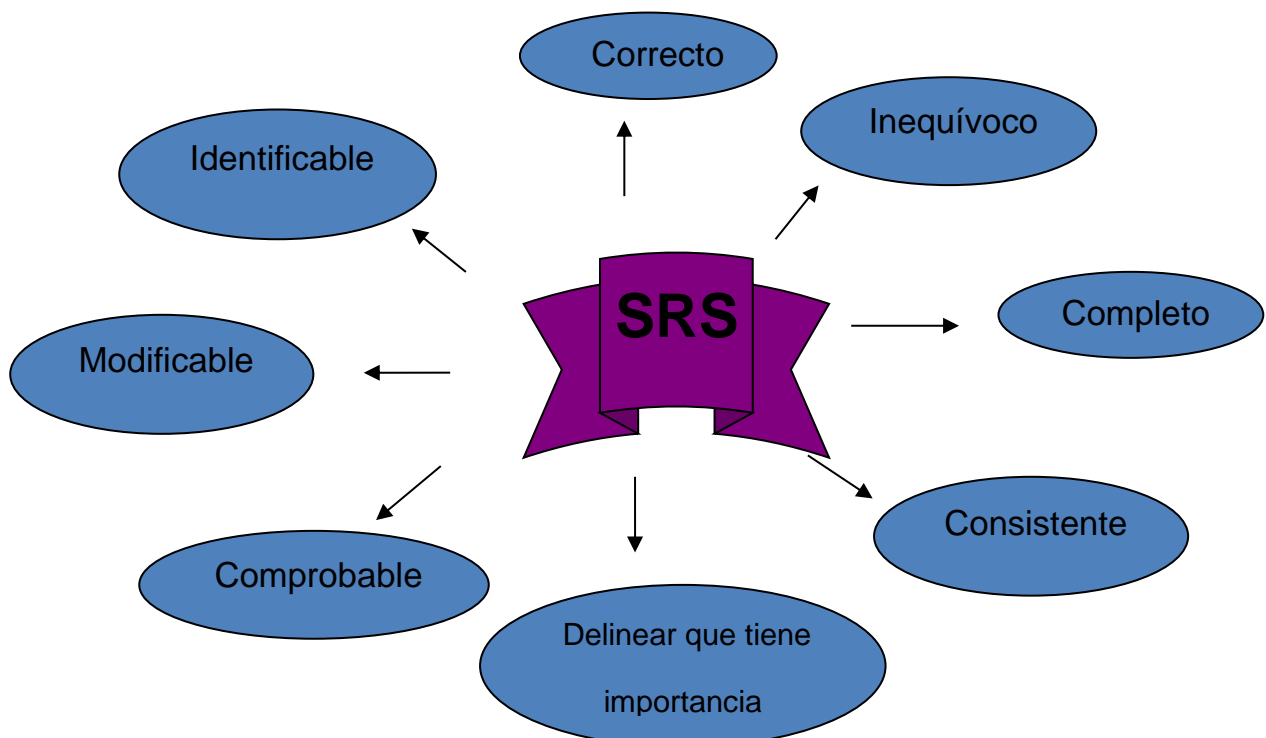 Correcto
Inequívoco
Identificable
SRS
Completo
Modificable
Consistente
Comprobable
Delinear que tiene
importancia